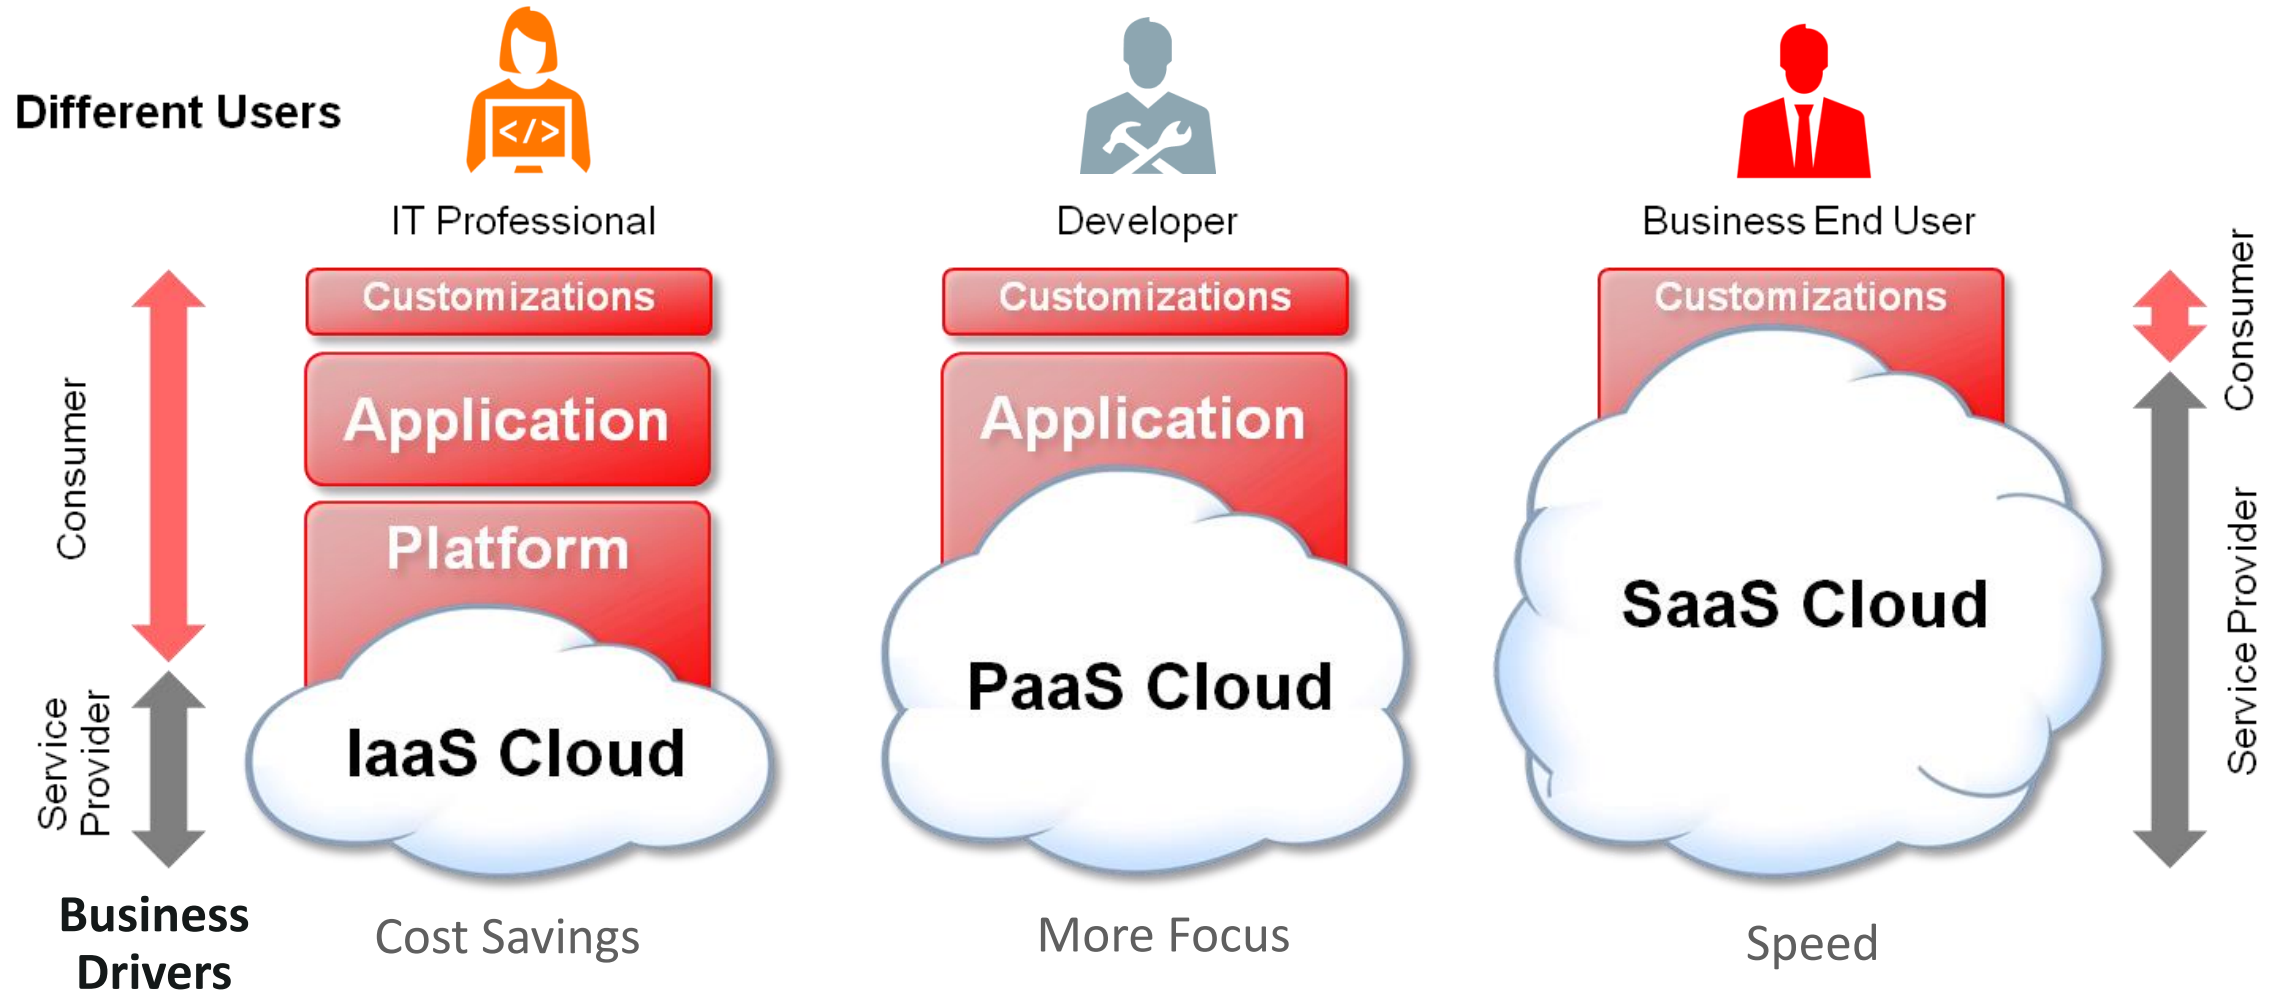 Different Users
</>
IT Professional
Developer
Business End User
Customizations
Application
Platform
IaaS Cloud
Customizations
Application
PaaS Cloud
Customizations
SaaS Cloud
Consumer
Service
Provider
Consumer
Service Provider
Business
Drivers
Cost Savings
More Focus
Speed